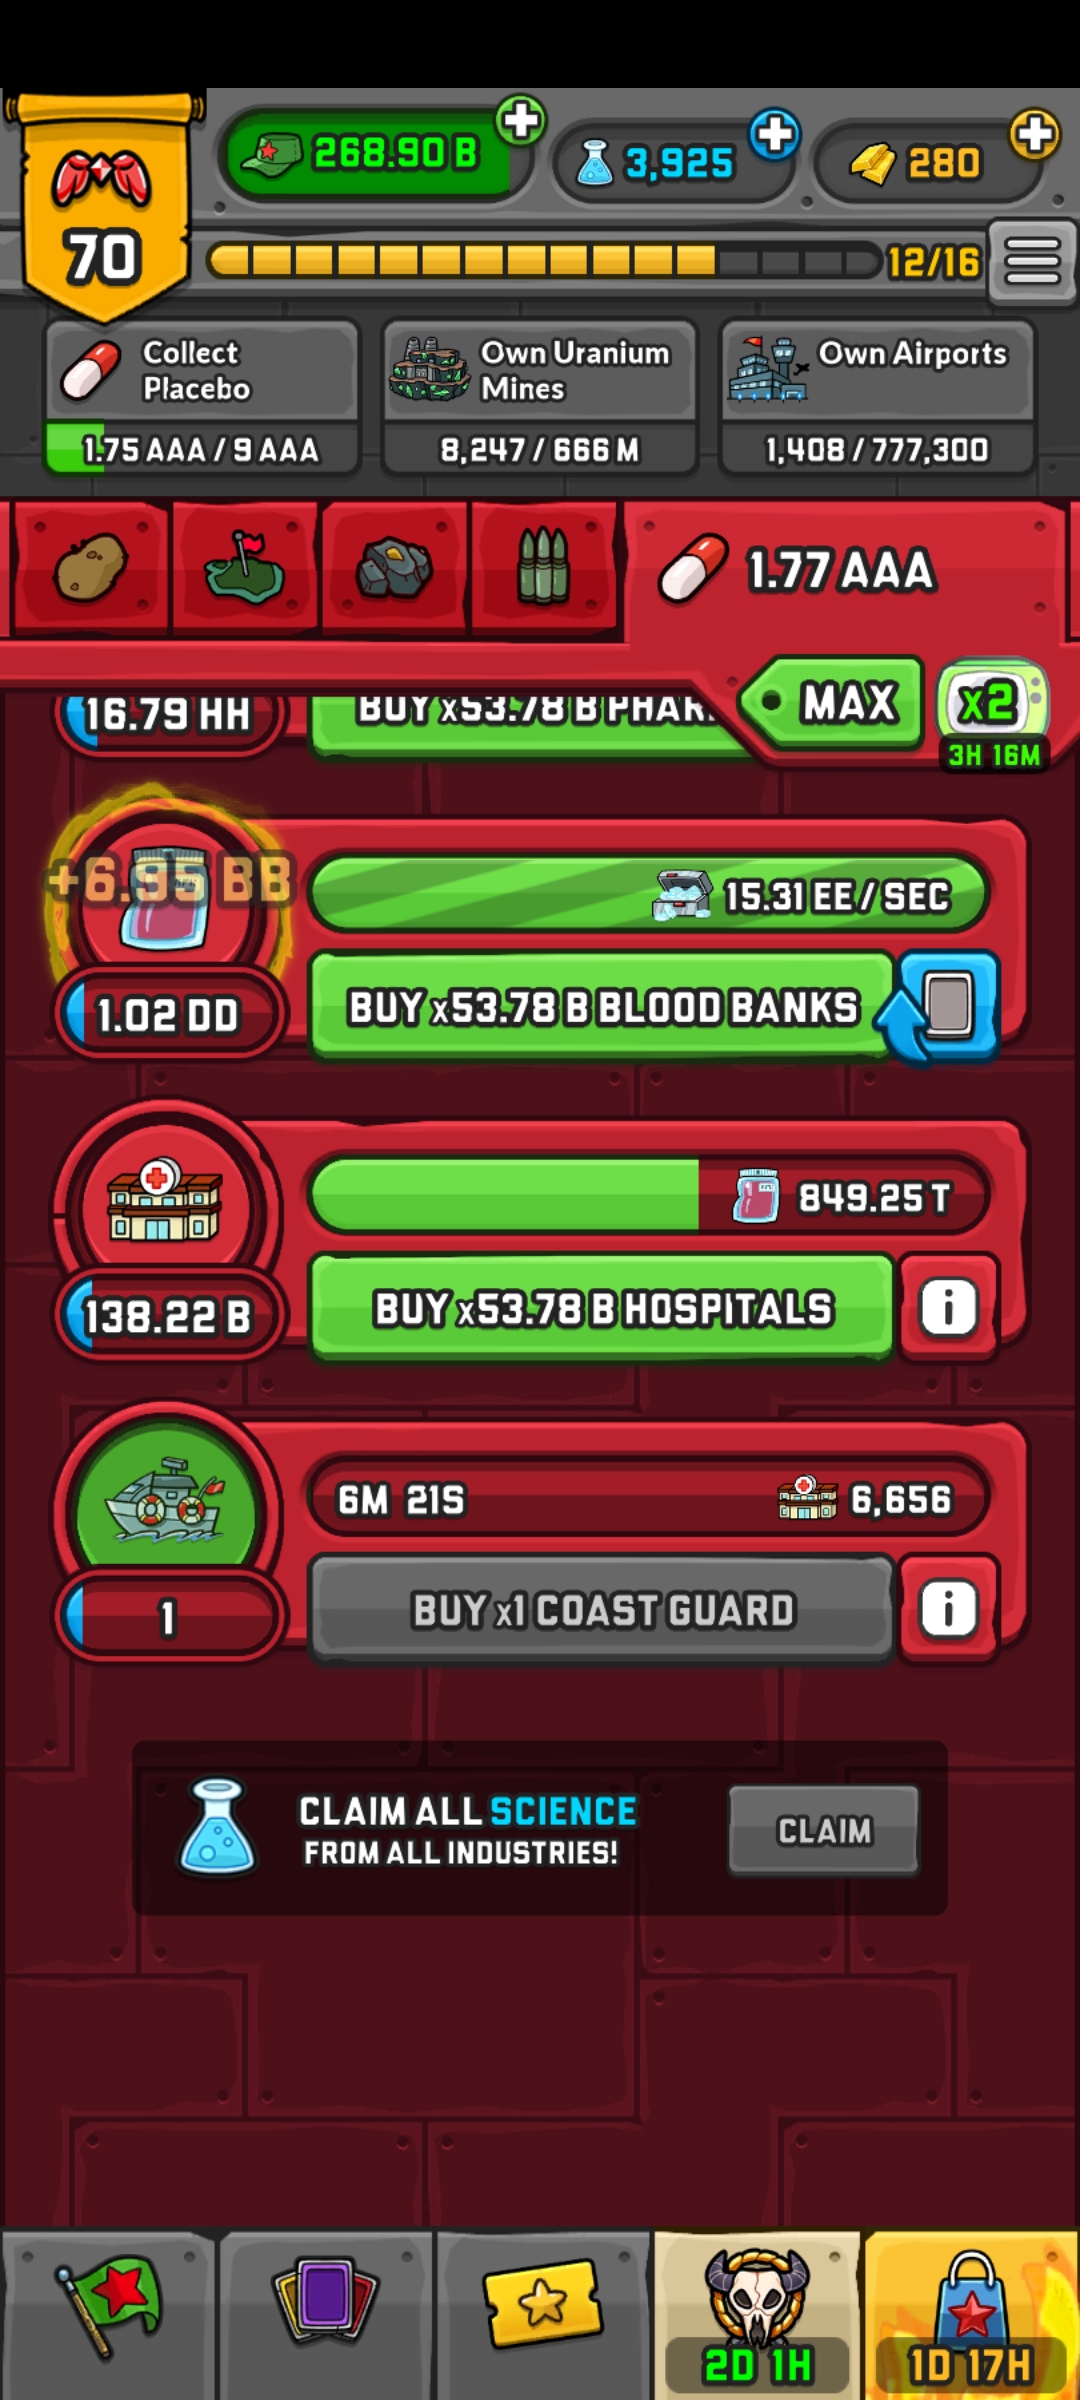 268.90 B
3,925
280
70
12/16
Collect
Placebo
1.75 AAA / 9 AAA
Own Uranium
Mines
8,247 / 666 M
Own Airports
1,408 / 777,300
1.77 AAA
MAX
x2
3H 16M
16.79 HH
BUY x53.78 B PHAR
+6.95 BB
15.31 EE / SEC
1.02 DD
BUY x53.78 B BLOOD BANKS
849.25 T
138.22 B
BUY x53.78 B HOSPITALS
i
6M 21S
6,656
1
BUY x1 COAST GUARD
i
CLAIM ALL SCIENCE
FROM ALL INDUSTRIES!
CLAIM
2D 1H
1D 17H